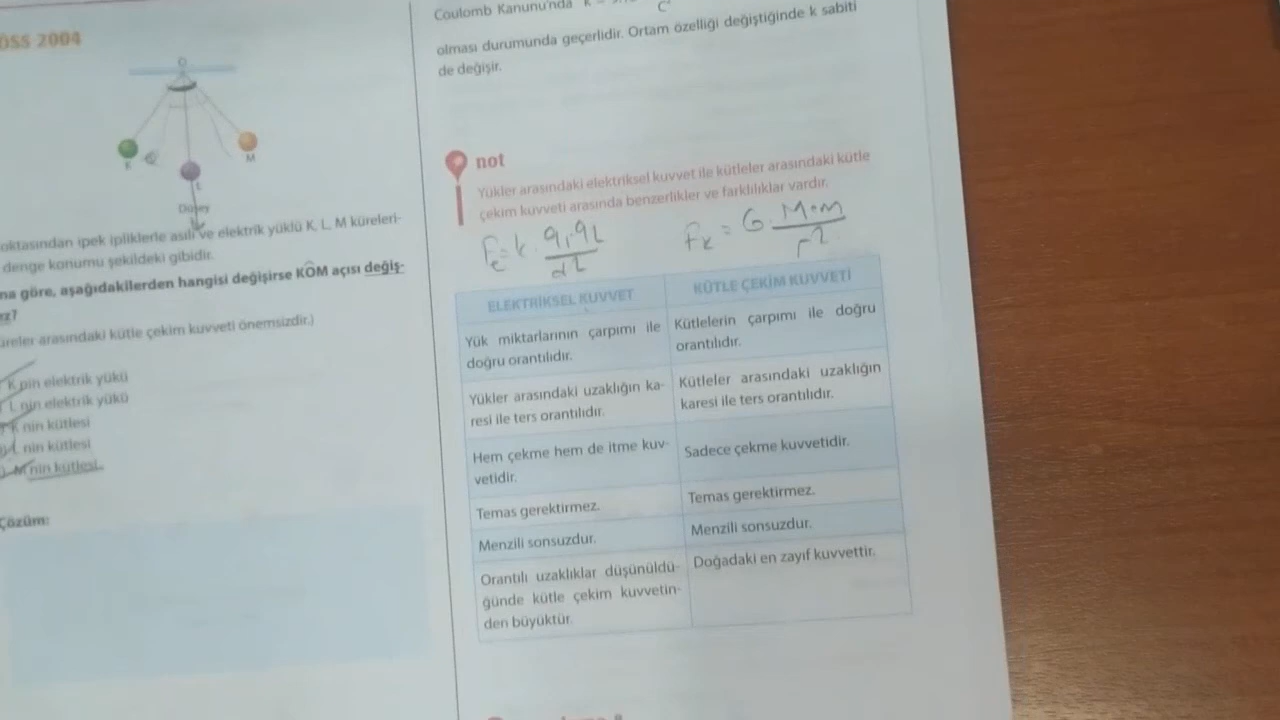 ÖSS 2004
O
K
L
M
Düşey
oktasından ipek ipliklerle asılı ve elektrik yüklü K, L, M küreleri-
denge konumu şekildeki gibidir.
na göre, aşağıdakilerden hangisi değişirse KOM açısı değiş-
ez?
üreler arasındaki kütle çekim kuvveti önemsizdir.)
K nin elektrik yükü
L nin elektrik yükü
K nin kütlesi
L nin kütlesi
M nin kütlesi
Çözüm:
Coulomb Kanunu'nda k
olması durumunda geçerlidir. Ortam özelliği değiştiğinde k sabiti
de değişir.
not
Yükler arasındaki elektriksel kuvvet ile kütleler arasındaki kütle
çekim kuvveti arasında benzerlikler ve farklılıklar vardır.
Fe = k . q1 . q2 / d2
Fk = G . M . m / r2
ELEKTRİKSEL KUVVET
Yük miktarlarının çarpımı ile
doğru orantılıdır.
Yükler arasındaki uzaklığın ka-
resi ile ters orantılıdır.
Hem çekme hem de itme kuv-
vetidir.
Temas gerektirmez.
Menzili sonsuzdur.
Orantılı uzaklıklar düşünüldü-
ğünde kütle çekim kuvvetin-
den büyüktür.
KÜTLE ÇEKİM KUVVETİ
Kütlelerin çarpımı ile doğru
orantılıdır.
Kütleler arasındaki uzaklığın
karesi ile ters orantılıdır.
Sadece çekme kuvvetidir.
Temas gerektirmez.
Menzili sonsuzdur.
Doğadaki en zayıf kuvvettir.